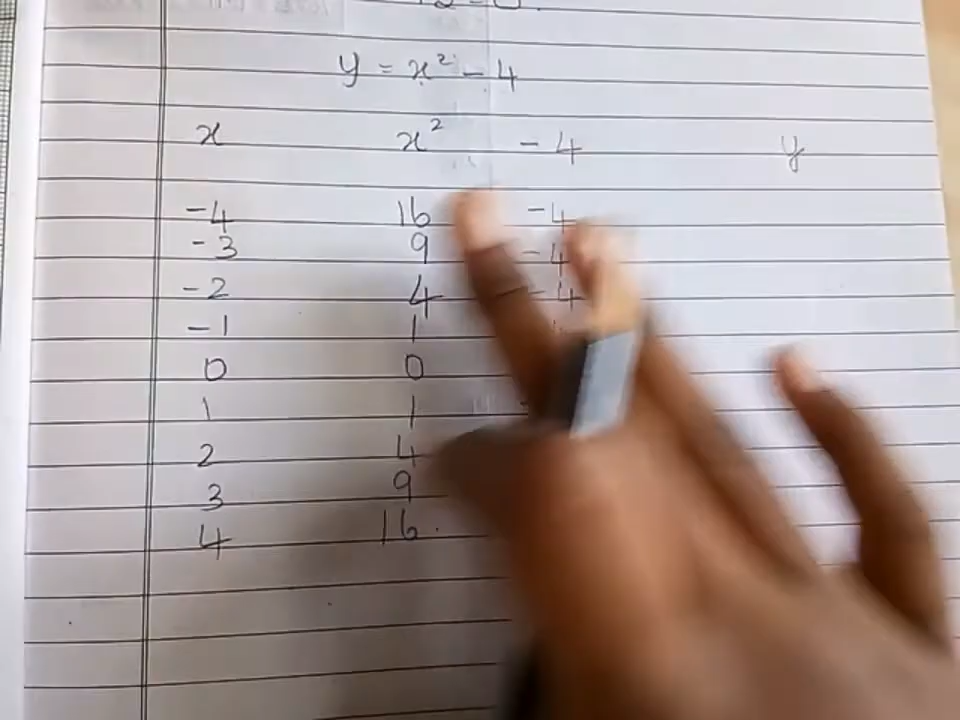 y = x² - 4
x x² - 4 y
-4 16 -4
-3 9 -4
-2 4 -4
-1 1
0 0
1 1
2 4
3 9
4 16.